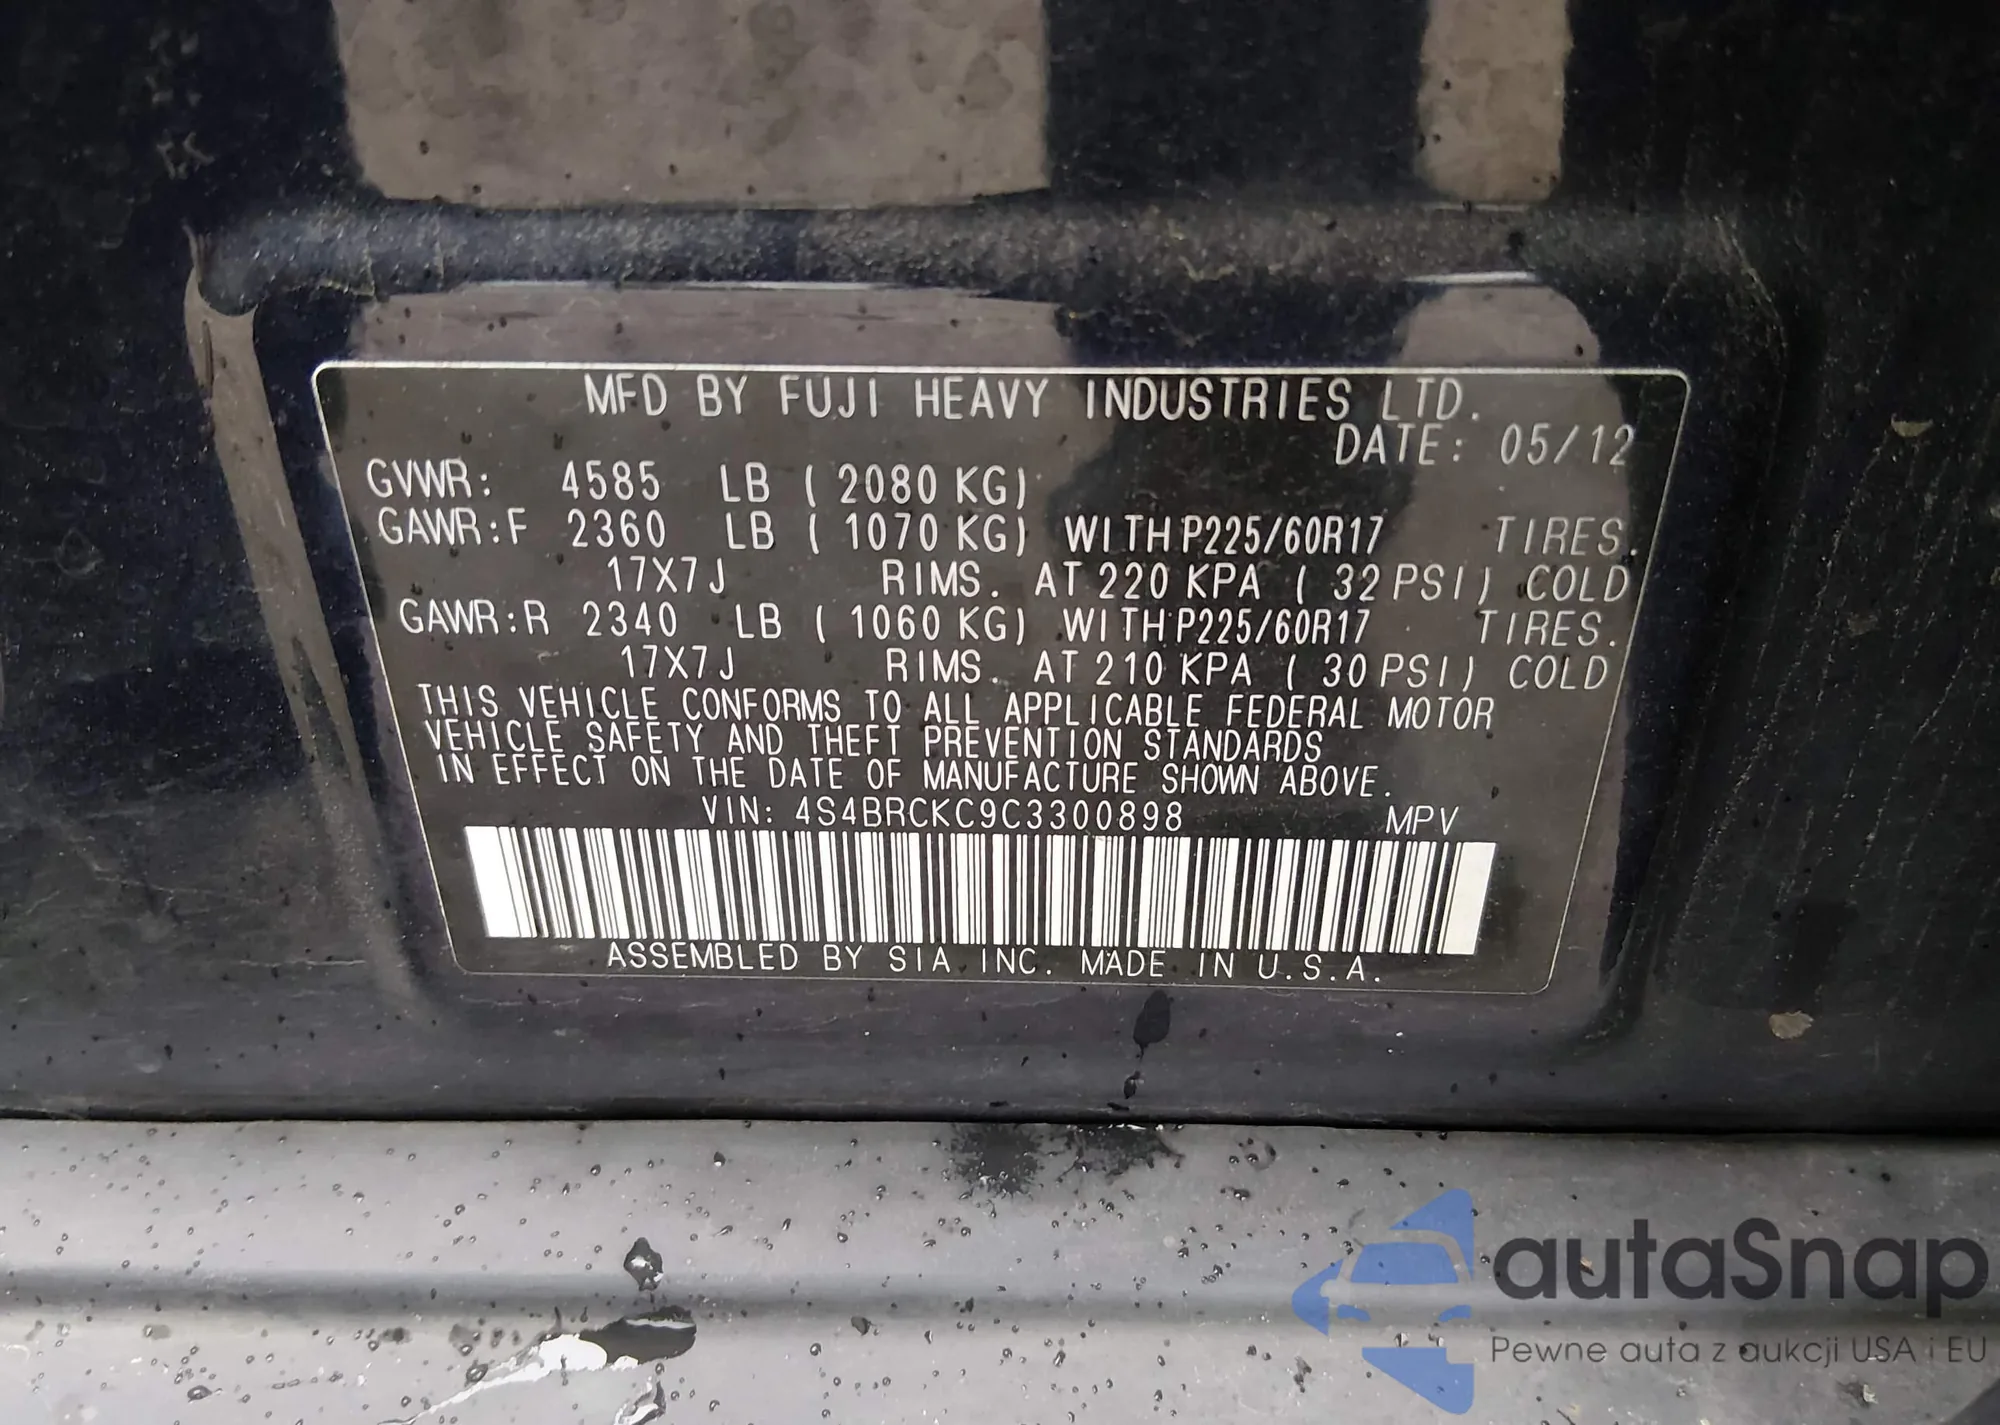 MFD BY FUJI HEAVY INDUSTRIES LTD.
DATE: 05/12
GVWR: 4585 LB ( 2080 KG)
GAWR:F 2360 LB ( 1070 KG) WITH P225/60R17 TIRES.
17X7J RIMS. AT 220 KPA ( 32 PSI) COLD
GAWR:R 2340 LB ( 1060 KG) WITH P225/60R17 TIRES.
17X7J RIMS. AT 210 KPA ( 30 PSI) COLD
THIS VEHICLE CONFORMS TO ALL APPLICABLE FEDERAL MOTOR
VEHICLE SAFETY AND THEFT PREVENTION STANDARDS
IN EFFECT ON THE DATE OF MANUFACTURE SHOWN ABOVE.
VIN: 4S4BRCKC9C3300898 MPV
ASSEMBLED BY SIA INC. MADE IN U.S.A.
autaSnap
Pewne auta z aukcji USA i EU